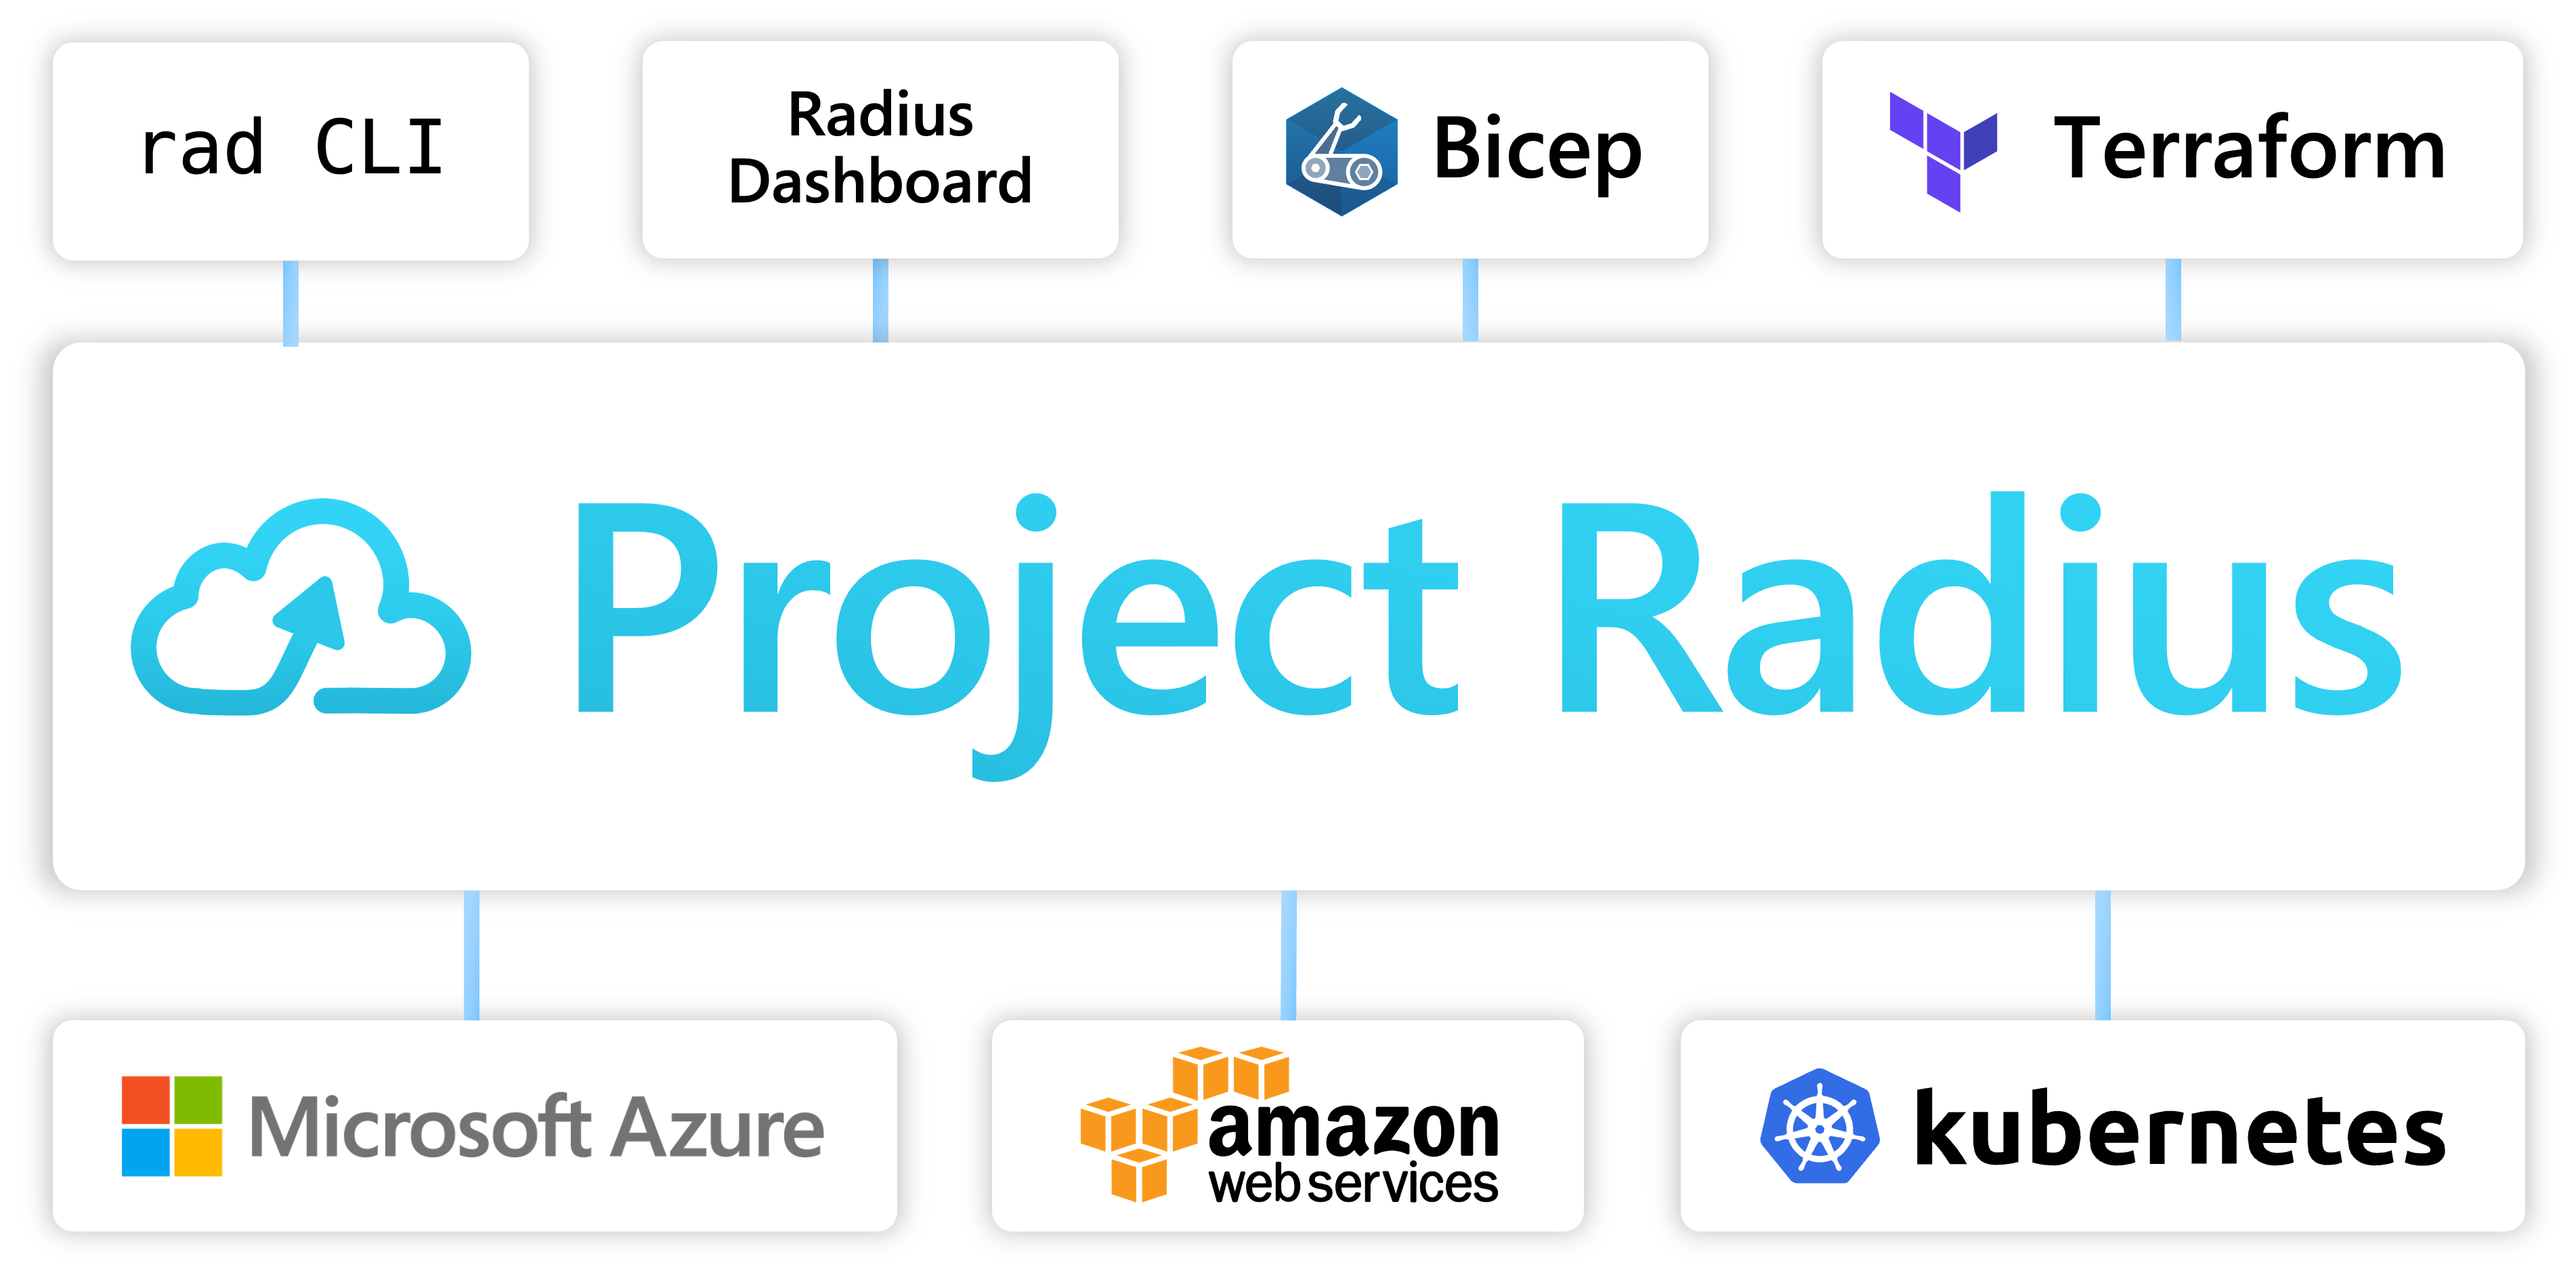 rad CLI
Radius
Dashboard
Bicep
Terraform
Project Radius
Microsoft Azure
amazon
web services
kubernetes